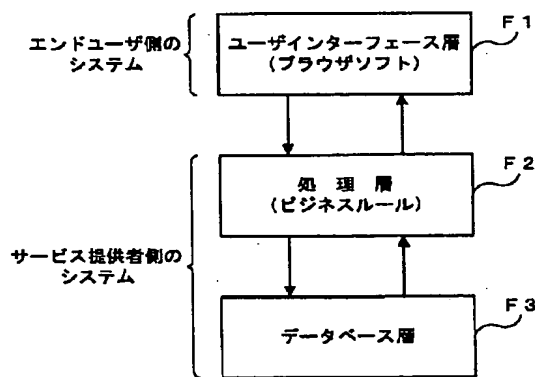 エンドユーザ側の
システム
ユーザインターフェース層
(ブラウザソフト)
F1
処理層
(ビジネスルール)
F2
サービス提供者側の
システム
データベース層
F3